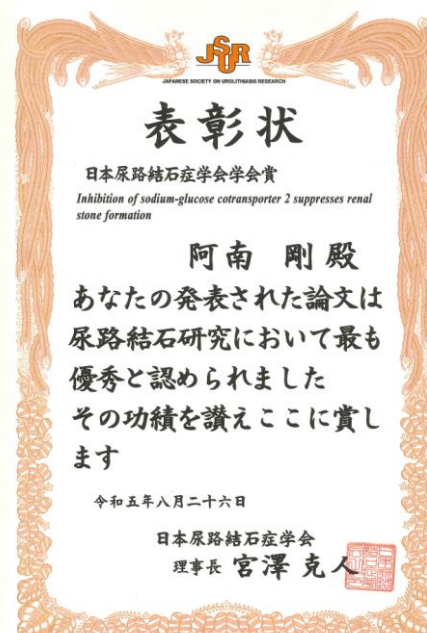 JSUR
JAPANESE SOCIETY ON UROLITHIASIS RESEARCH
表彰状
日本尿路結石症学会学会賞
Inhibition of sodium-glucose cotransporter 2 suppresses renal
stone formation
阿南 剛 殿
あなたの発表された論文は
尿路結石研究において最も
優秀と認められました
その功績を讃えここに賞し
ます
令和五年八月二十六日
日本尿路結石症学会
理事長 宮澤 克人